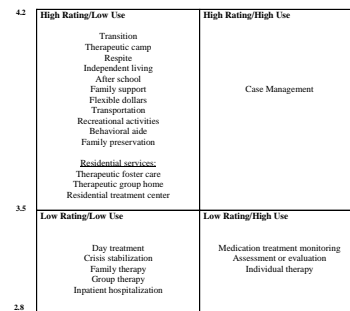 4.2
High Rating/Low Use
Transition
Therapeutic camp
Respite
Independent living
After school
Family support
Flexible dollars
Transportation
Recreational activities
Behavioral aide
Family preservation
Residential services:
Therapeutic foster care
Therapeutic group home
Residential treatment center
High Rating/High Use
Case Management
3.5
Low Rating/Low Use
Day treatment
Crisis stabilization
Family therapy
Group therapy
Inpatient hospitalization
Low Rating/High Use
Medication treatment monitoring
Assessment or evaluation
Individual therapy
2.8